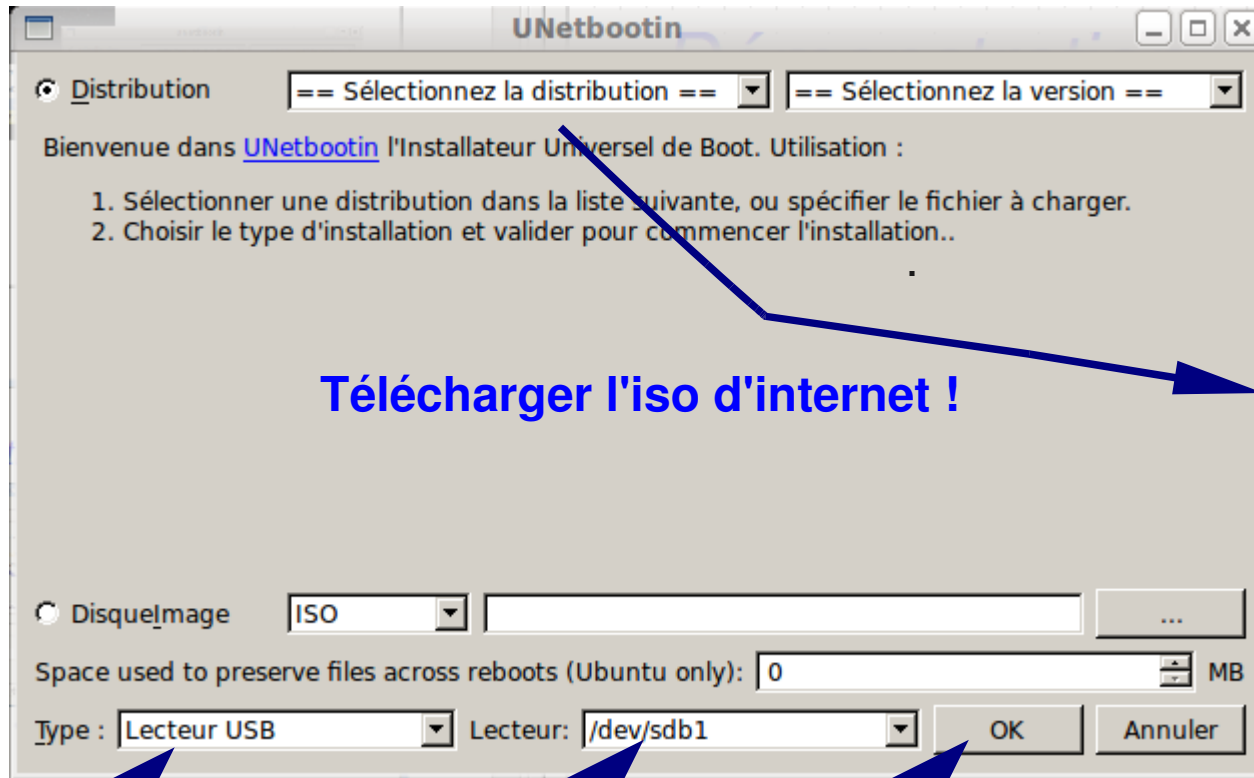 UNetbootin
Distribution == Sélectionnez la distribution == == Sélectionnez la version ==
Bienvenue dans UNetbootin l'Installateur Universel de Boot. Utilisation :
1. Sélectionner une distribution dans la liste suivante, ou spécifier le fichier à charger.
2. Choisir le type d'installation et valider pour commencer l'installation..
.
Télécharger l'iso d'internet !
DisqueImage ISO ...
Space used to preserve files across reboots (Ubuntu only): 0 MB
Type : Lecteur USB Lecteur: /dev/sdb1 OK Annuler